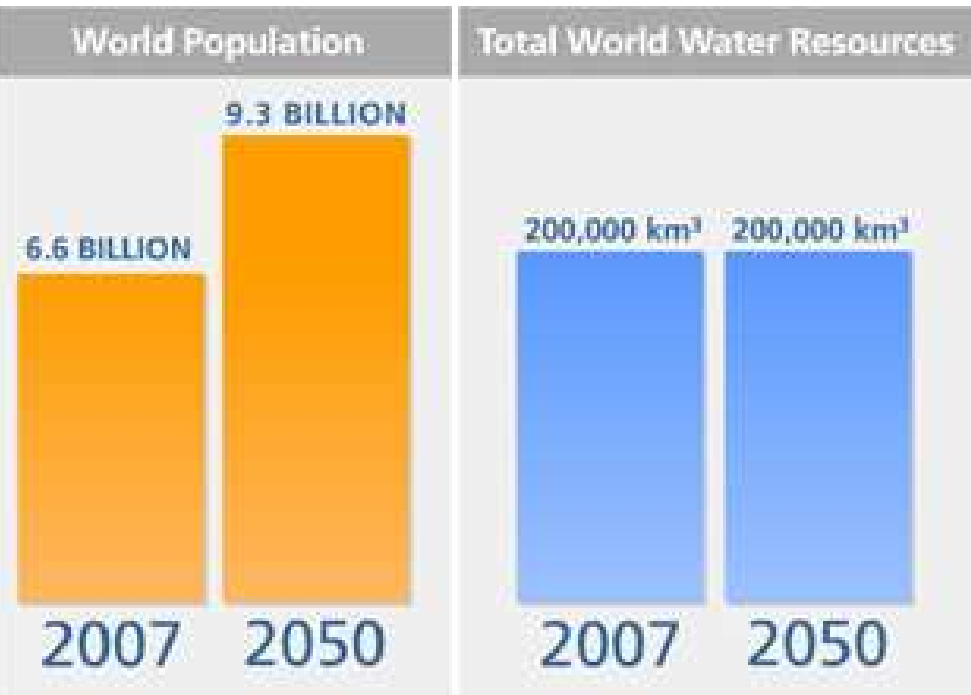 World Population
9.3 BILLION
6.6 BILLION
2007 2050
Total World Water Resources
200,000 km³ 200,000 km³
2007 2050